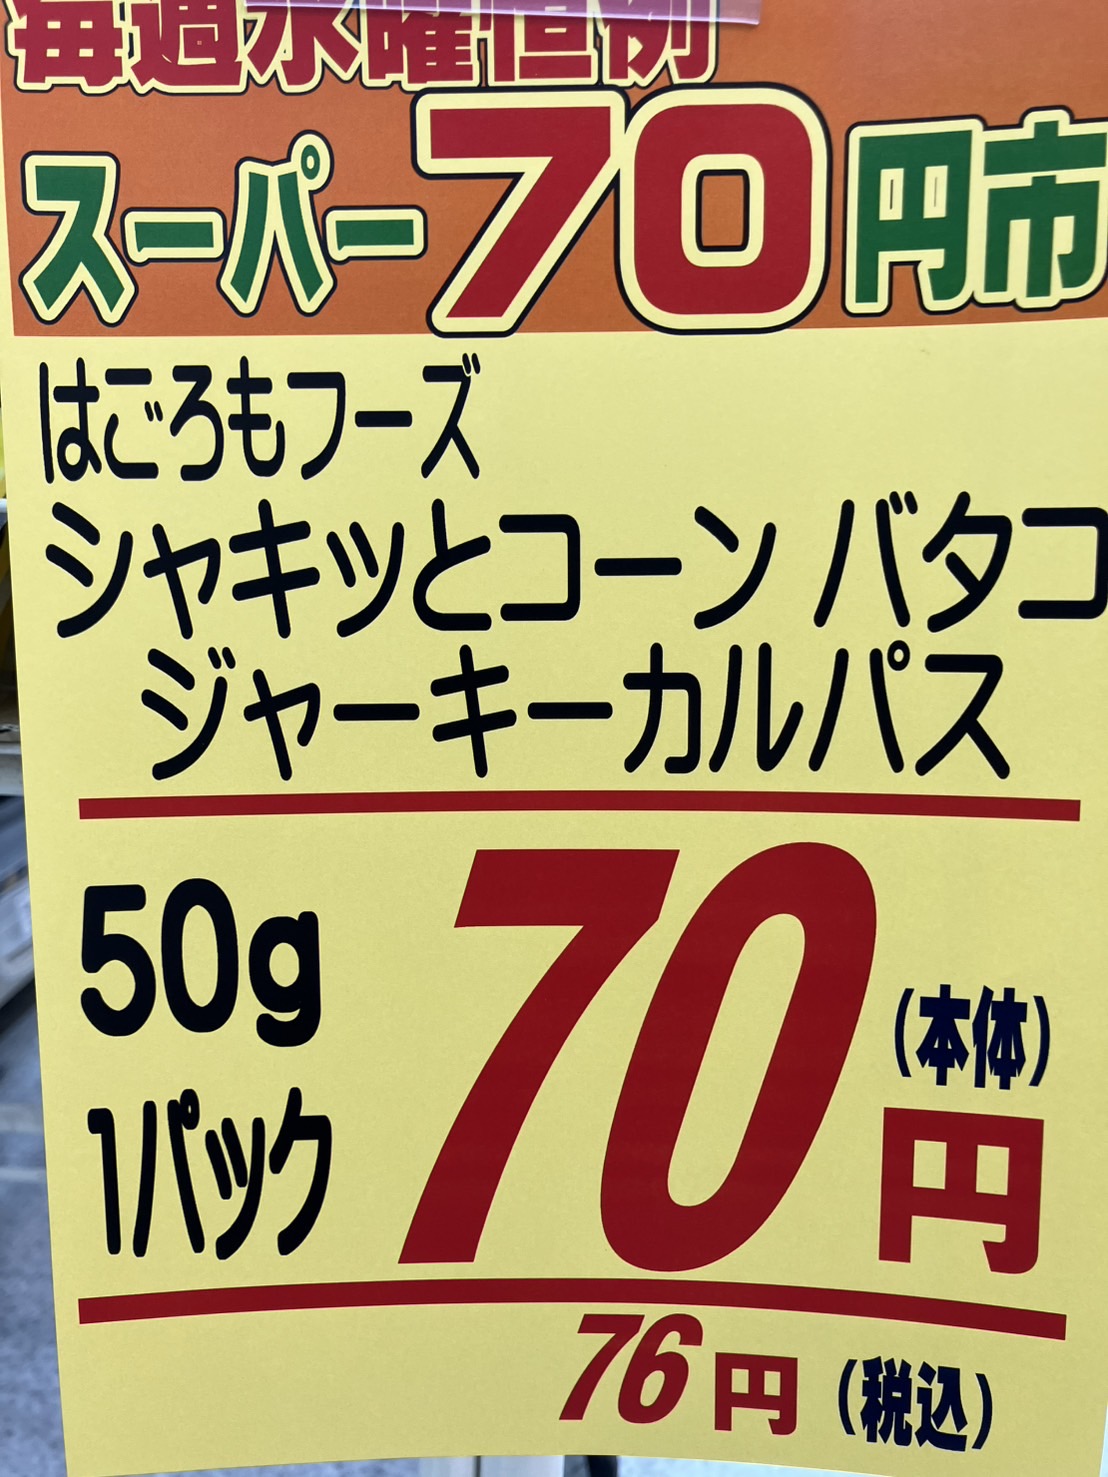 毎週水曜恒例
スーパー70円市
はごろもフーズ
シャキッとコーン バタコ
ジャーキーカルパス
50g
1パック
70円
(本体)
76円 (税込)